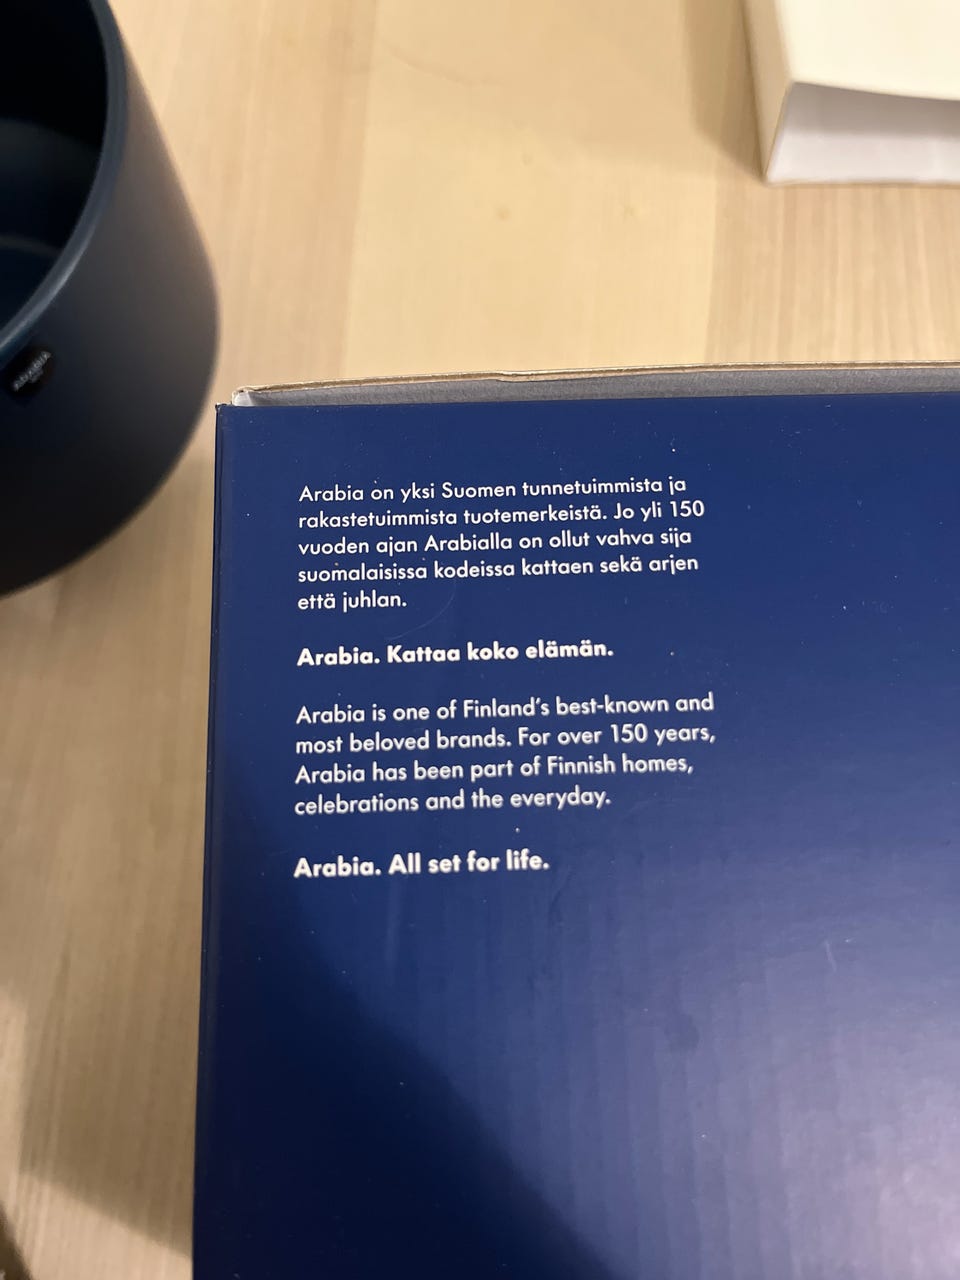 Arabia on yksi Suomen tunnetuimmista ja
rakastetuimmista tuotemerkeistä. Jo yli 150
vuoden ajan Arabialla on ollut vahva sija
suomalaisissa kodeissa kattaen sekä arjen
että juhlan.
Arabia. Kattaa koko elämän.
Arabia is one of Finland's best-known and
most beloved brands. For over 150 years,
Arabia has been part of Finnish homes,
celebrations and the everyday.
Arabia. All set for life.
ARABIA